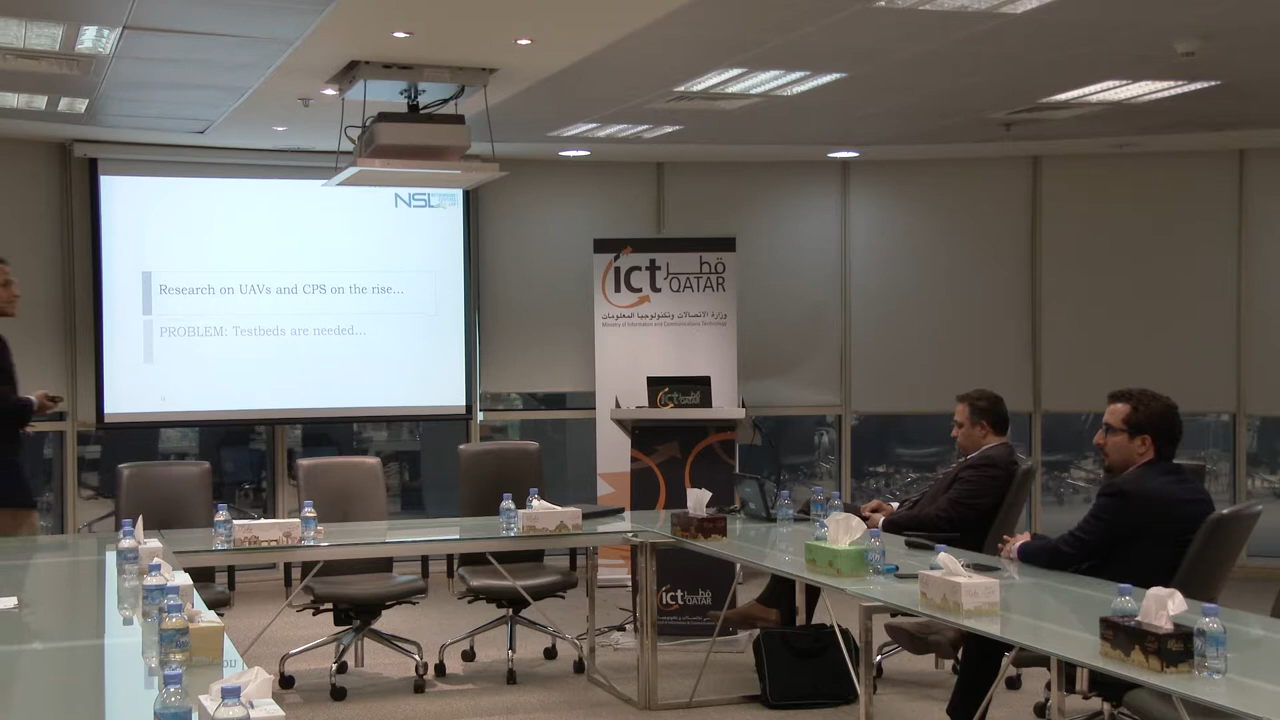 NSL
Research on UAVs and CPS on the rise...
PROBLEM: Testbeds are needed...
ict قطر
QATAR
وزارة الاتصالات وتكنولوجيا المعلومات
Ministry of Information and Communications Technology
ict قطر
QATAR
ict قطر
QATAR